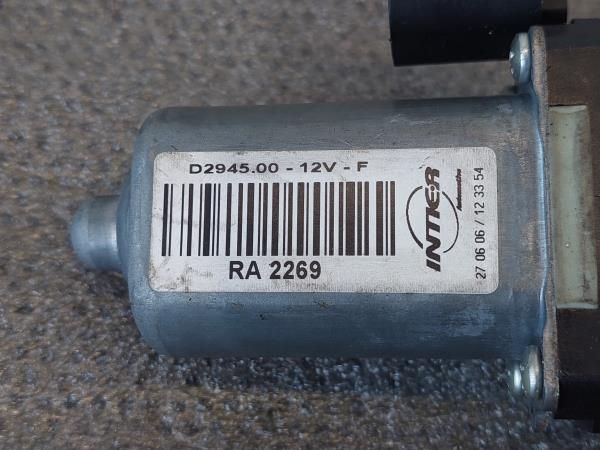 D2945.00 - 12V - F
RA 2269
INTIER
Automotive
27 06 06 / 12 33 54